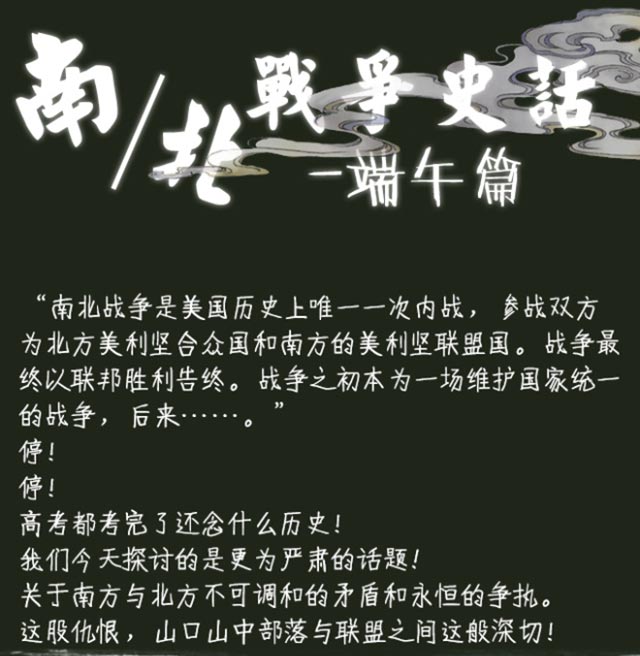 南/北戰爭史話
－端午篇
“南北战争是美国历史上唯一一次内战，参战双方
为北方美利坚合众国和南方的美利坚联盟国。战争最
终以联邦胜利告终。战争之初本为一场维护国家统一
的战争，后来……。”
停！
停！
高考都考完了还念什么历史！
我们今天探讨的是更为严肃的话题！
关于南方与北方不可调和的矛盾和永恒的争执。
这股仇恨，山口山中部落与联盟之间这般深切！